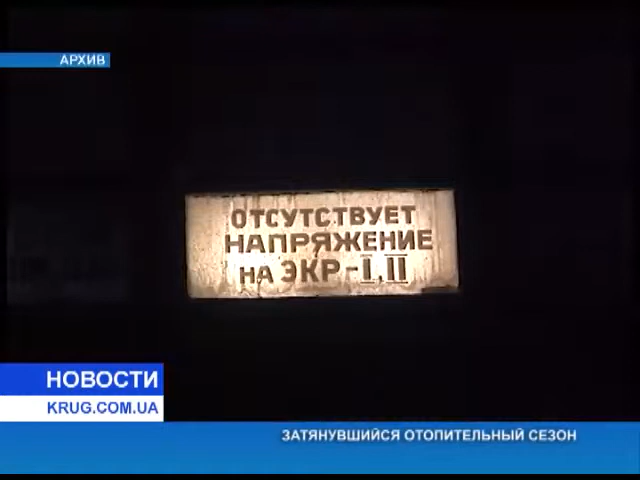 АРХИВ
ОТСУТСТВУЕТ
НАПРЯЖЕНИЕ
НА ЭКР-I,II
НОВОСТИ
KRUG.COM.UA
ЗАТЯНУВШИЙСЯ ОТОПИТЕЛЬНЫЙ СЕЗОН